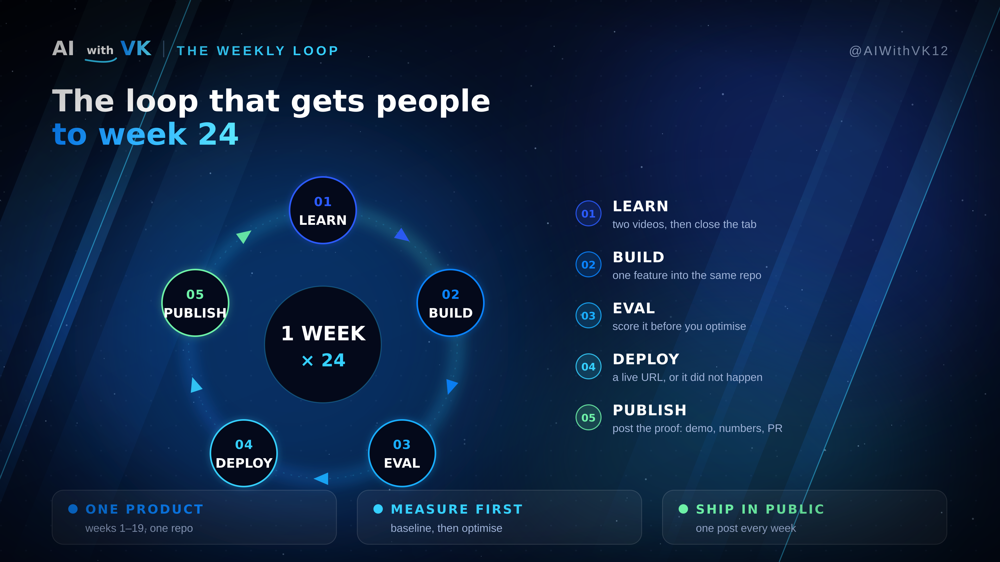 AI with VK | THE WEEKLY LOOP
@AIWithVK12
The loop that gets people
to week 24
01
LEARN
02
BUILD
03
EVAL
04
DEPLOY
05
PUBLISH
1 WEEK
× 24
01
LEARN
two videos, then close the tab
02
BUILD
one feature into the same repo
03
EVAL
score it before you optimise
04
DEPLOY
a live URL, or it did not happen
05
PUBLISH
post the proof: demo, numbers, PR
ONE PRODUCT
weeks 1–19, one repo
MEASURE FIRST
baseline, then optimise
SHIP IN PUBLIC
one post every week